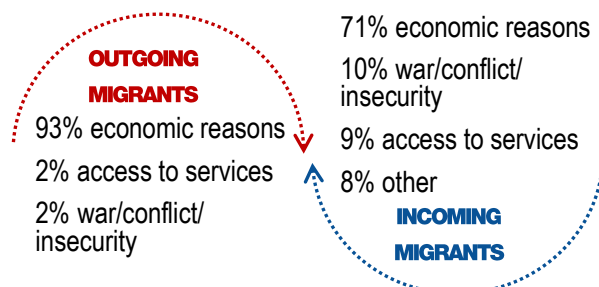 OUTGOING
MIGRANTS
93% economic reasons
2% access to services
2% war/conflict/
insecurity
71% economic reasons
10% war/conflict/
insecurity
9% access to services
8% other
INCOMING
MIGRANTS